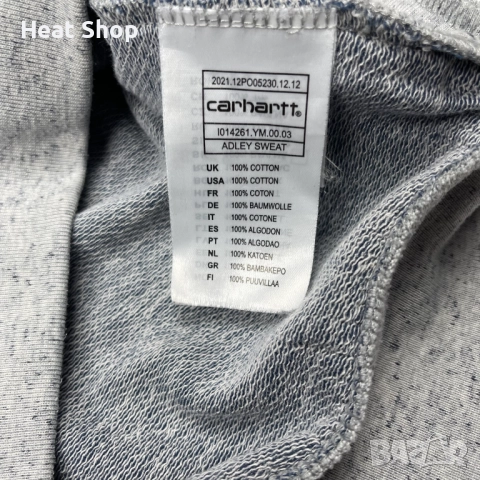 Heat Shop
2021.12PO05230.12.12
carhartt®
I014261.YM.00.03
ADLEY SWEAT
UK 100% COTTON
USA 100% COTTON
FR 100% COTON
DE 100% BAUMWOLLE
IT 100% COTONE
ES 100% ALGODON
PT 100% ALGODAO
NL 100% KATOEN
GR 100% BAMBAKEPO
FI 100% PUUVILLAA
BAZAR